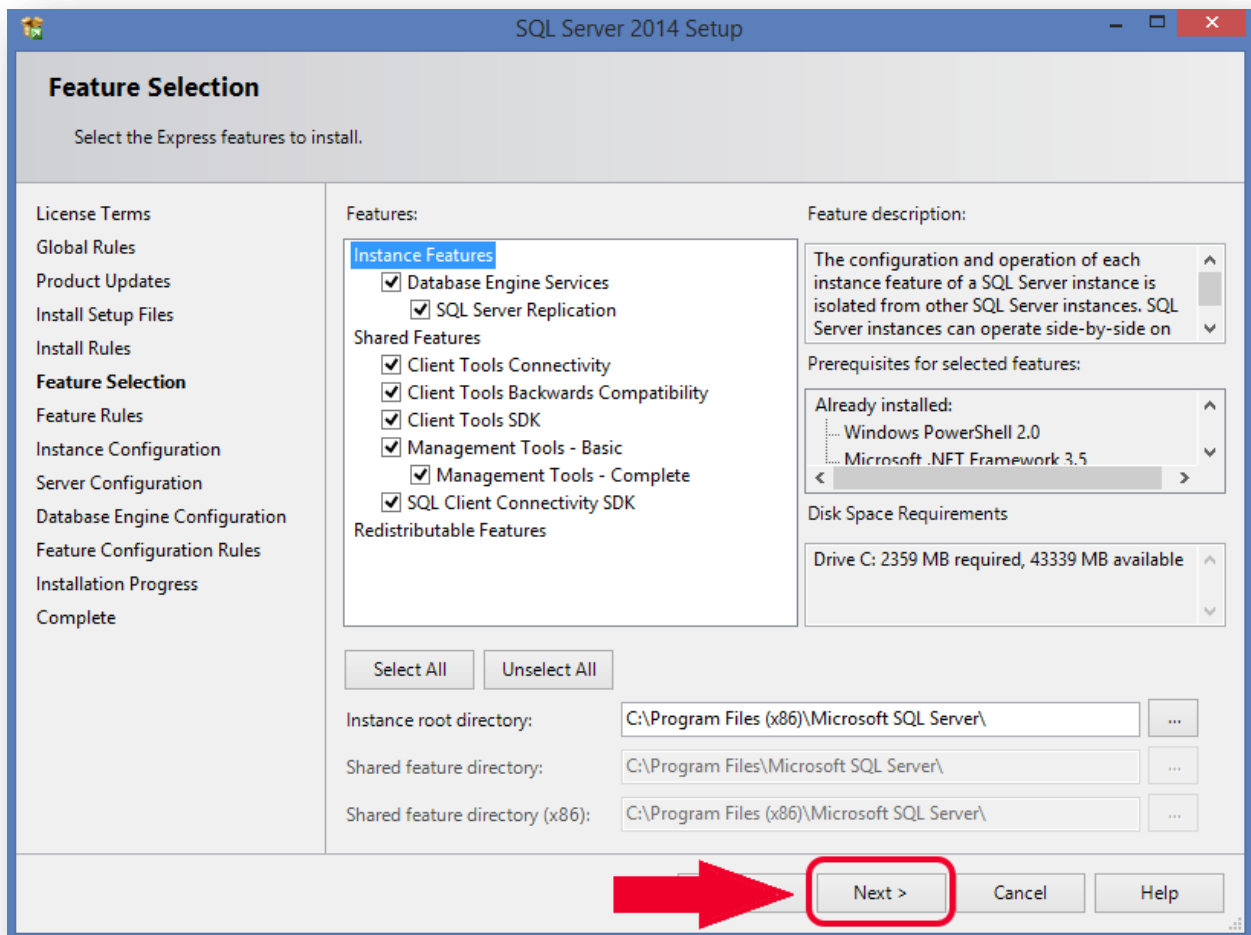 SQL Server 2014 Setup
Feature Selection
Select the Express features to install.
License Terms
Global Rules
Product Updates
Install Setup Files
Install Rules
Feature Selection
Feature Rules
Instance Configuration
Server Configuration
Database Engine Configuration
Feature Configuration Rules
Installation Progress
Complete
Features:
Instance Features
Database Engine Services
SQL Server Replication
Shared Features
Client Tools Connectivity
Client Tools Backwards Compatibility
Client Tools SDK
Management Tools - Basic
Management Tools - Complete
SQL Client Connectivity SDK
Redistributable Features
Feature description:
The configuration and operation of each
instance feature of a SQL Server instance is
isolated from other SQL Server instances. SQL
Server instances can operate side-by-side on
Prerequisites for selected features:
Already installed:
Windows PowerShell 2.0
Microsoft .NET Framework 3.5
Disk Space Requirements
Drive C: 2359 MB required, 43339 MB available
Select All
Unselect All
Instance root directory:
C:\Program Files (x86)\Microsoft SQL Server\
...
Shared feature directory:
C:\Program Files\Microsoft SQL Server\
...
Shared feature directory (x86):
C:\Program Files (x86)\Microsoft SQL Server\
...
Next >
Cancel
Help